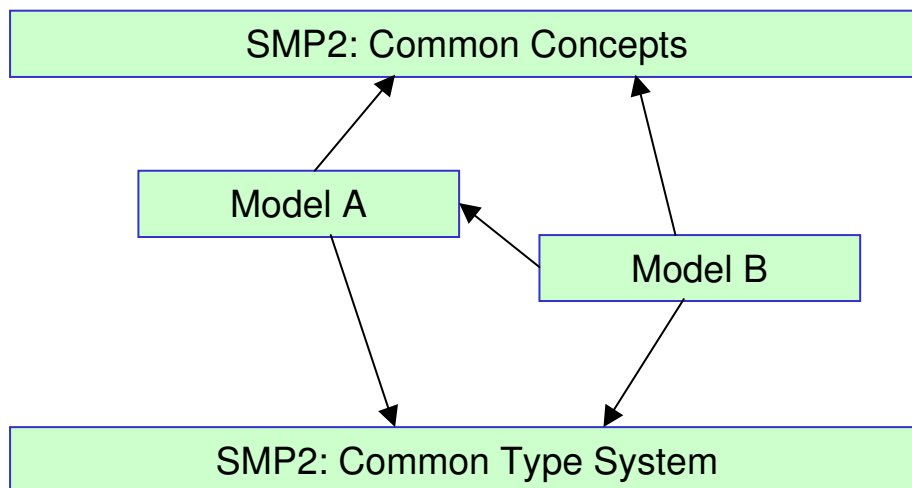 SMP2: Common Concepts
Model A
Model B
SMP2: Common Type System